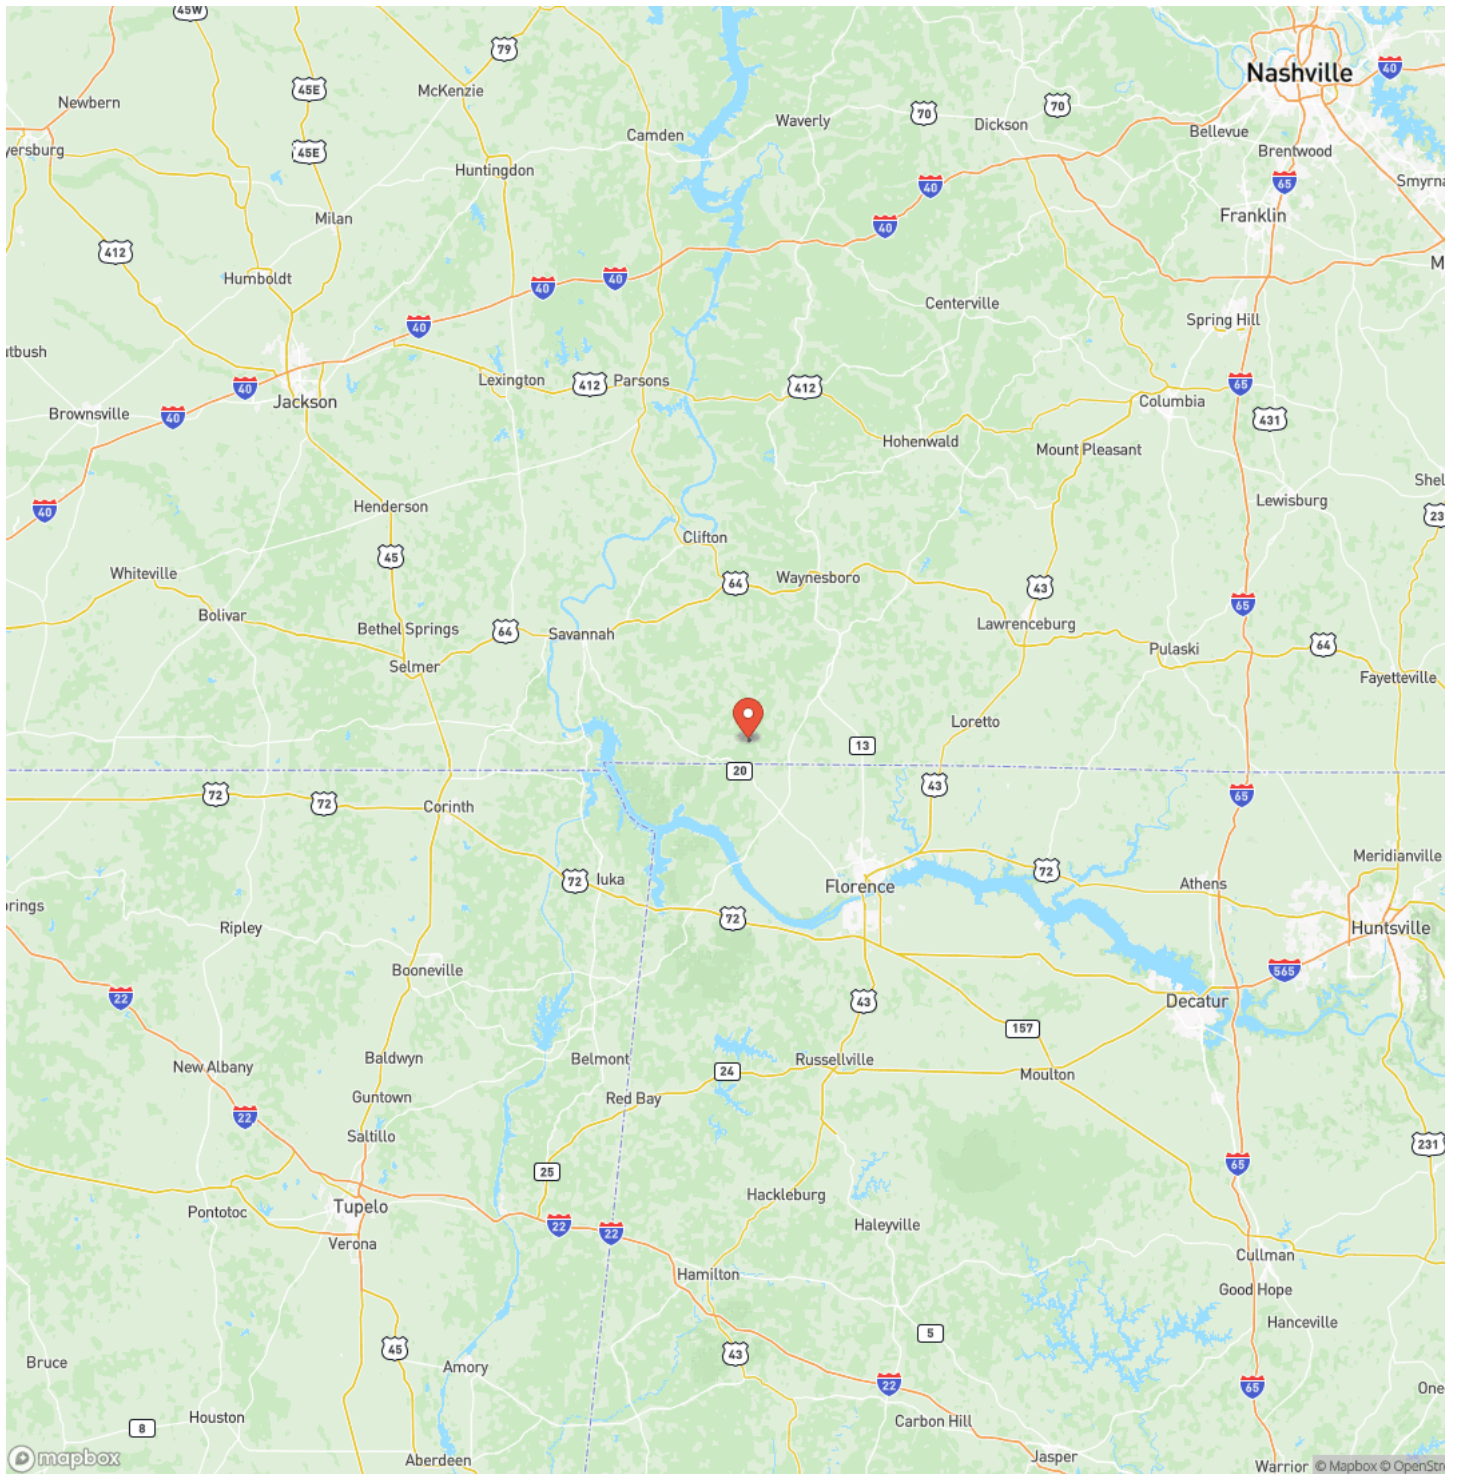 45W
79
Nashville
40
45E
McKenzie
Newbern
70
70
Waverly
Dickson
Camden
Bellevue
yersburg
45E
Brentwood
Huntingdon
40
65
Smyrna
Milan
Franklin
40
412
M
Humboldt
40
40
Centerville
Spring Hill
40
tbush
Lexington
412
Parsons
412
65
40
Jackson
Columbia
Brownsville
40
431
Hohenwald
Mount Pleasant
Shel
40
Henderson
Lewisburg
23
Clifton
45
Whiteville
64
Waynesboro
43
65
Bolivar
Bethel Springs
64
Savannah
Lawrenceburg
64
Pulaski
Selmer
Fayetteville
Loretto
13
20
72
72
Corinth
43
65
Meridianville
72
Iuka
Florence
72
Athens
prings
Ripley
72
Huntsville
Booneville
565
22
43
Decatur
157
Baldwyn
Belmont
Russellville
New Albany
24
Moulton
Guntown
Red Bay
22
Saltillo
231
25
65
Hackleburg
Tupelo
Pontotoc
22
22
Haleyville
Verona
Cullman
Hamilton
Good Hope
Hanceville
5
45
43
Bruce
Amory
22
65
One
Houston
8
Carbon Hill
Aberdeen
Jasper
mapbox
Warrior
© Mapbox © OpenStre